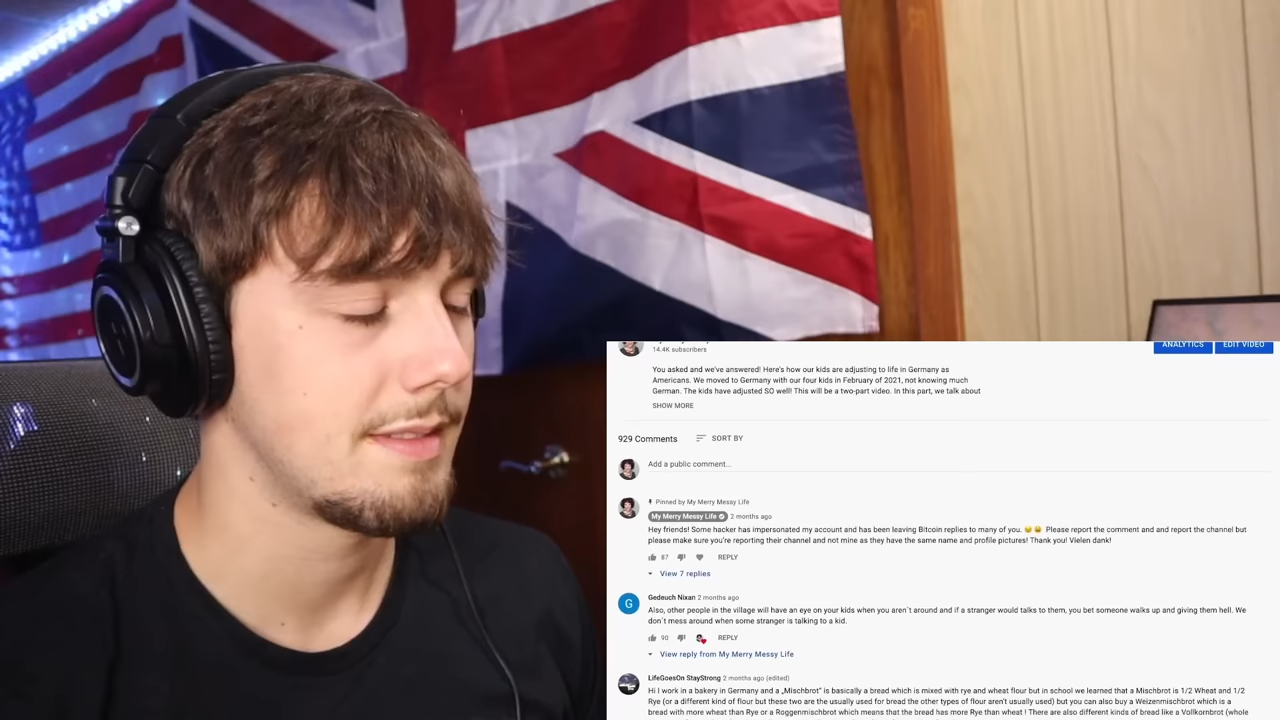 14.4K subscribers
ANALYTICS
EDIT VIDEO
You asked and we've answered! Here's how our kids are adjusting to life in Germany as
Americans. We moved to Germany with our four kids in February of 2021, not knowing much
German. The kids have adjusted SO well! This will be a two-part video. In this part, we talk about
SHOW MORE
929 Comments
SORT BY
Add a public comment...
Pinned by My Merry Messy Life
My Merry Messy Life 2 months ago
Hey friends! Some hacker has impersonated my account and has been leaving Bitcoin replies to many of you. 😒😩 Please report the comment and and report the channel but
please make sure you're reporting their channel and not mine as they have the same name and profile pictures! Thank you! Vielen dank!
87
REPLY
View 7 replies
G
Gedeuch Nixan 2 months ago
Also, other people in the village will have an eye on your kids when you aren´t around and if a stranger would talks to them, you bet someone walks up and giving them hell. We
don´t mess around when some stranger is talking to a kid.
90
REPLY
View reply from My Merry Messy Life
LifeGoesOn StayStrong 2 months ago (edited)
Hi I work in a bakery in Germany and a „Mischbrot" is basically a bread which is mixed with rye and wheat flour but in school we learned that a Mischbrot is 1/2 Wheat and 1/2
Rye (or a different kind of flour but these two are the usually used for bread the other types of flour aren't usually used) but you can also buy a Weizenmischbrot which is a
bread with more wheat than Rye or a Roggenmischbrot which means that the bread has more Rye than wheat ! There are also different kinds of bread like a Vollkornbrot (whole